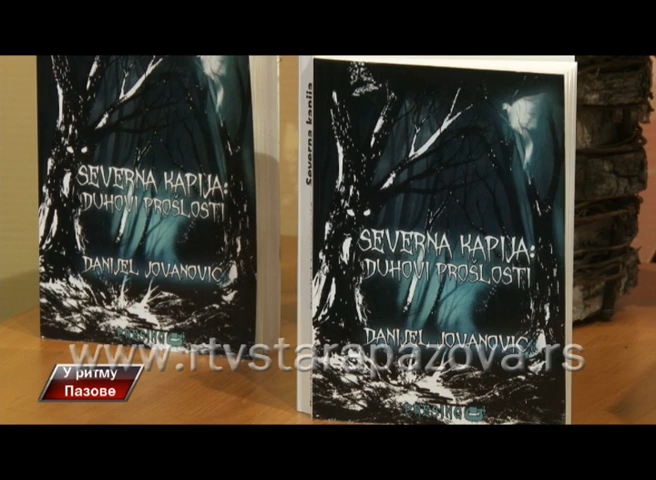 SEVERNA KAPIJA:
DUHOVI PROŠLOSTI
DANIJEL JOVANOVIĆ
Severna kapija
SEVERNA KAPIJA:
DUHOVI PROŠLOSTI
DANIJEL JOVANOVIĆ
www.rtvstarapazova.rs
У ритму
Пазове